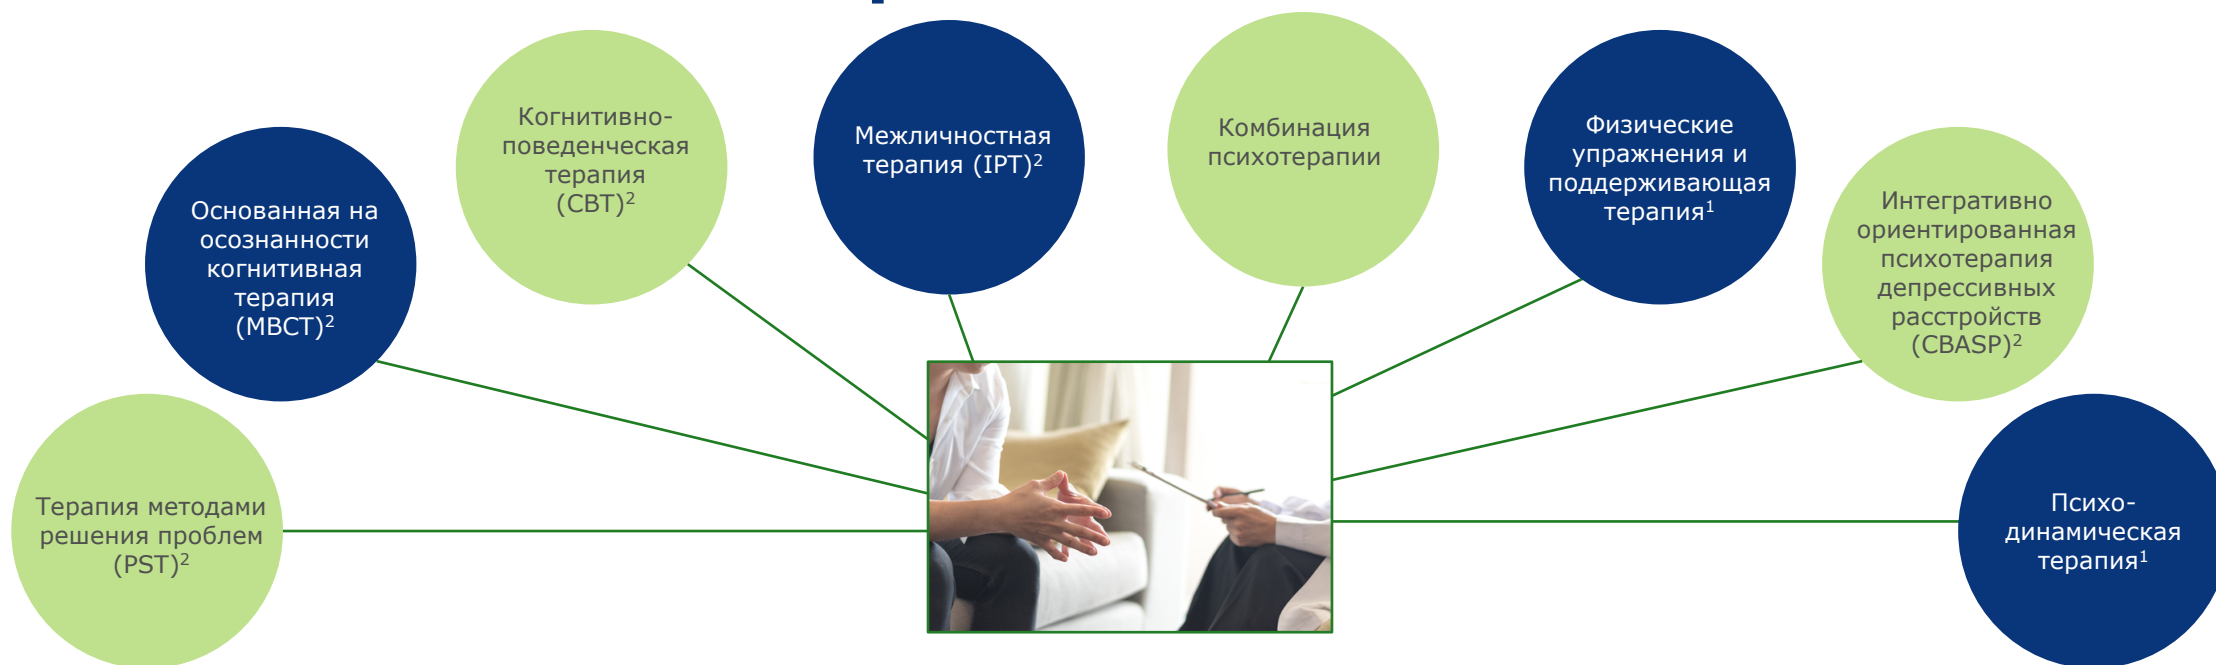 Терапия методами
решения проблем
(PST)²
Основанная на
осознанности
когнитивная
терапия
(MBCT)²
Когнитивно-
поведенческая
терапия
(CBT)²
Межличностная
терапия (IPT)²
Комбинация
психотерапии
Физические
упражнения и
поддерживающая
терапия¹
Интегративно
ориентированная
психотерапия
депрессивных
расстройств
(CBASP)²
Психо-
динамическая
терапия¹